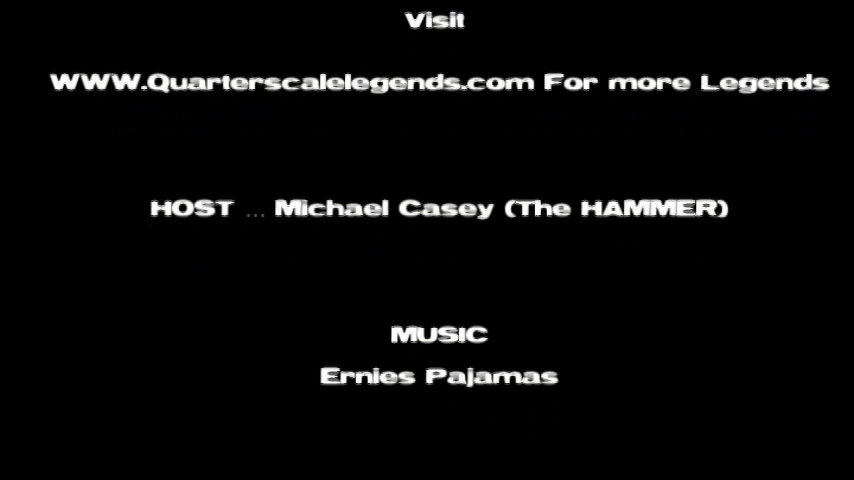 Visit
WWW.Quarterscalelegends.com For more Legends
HOST ... Michael Casey (The HAMMER)
MUSIC
Ernies Pajamas